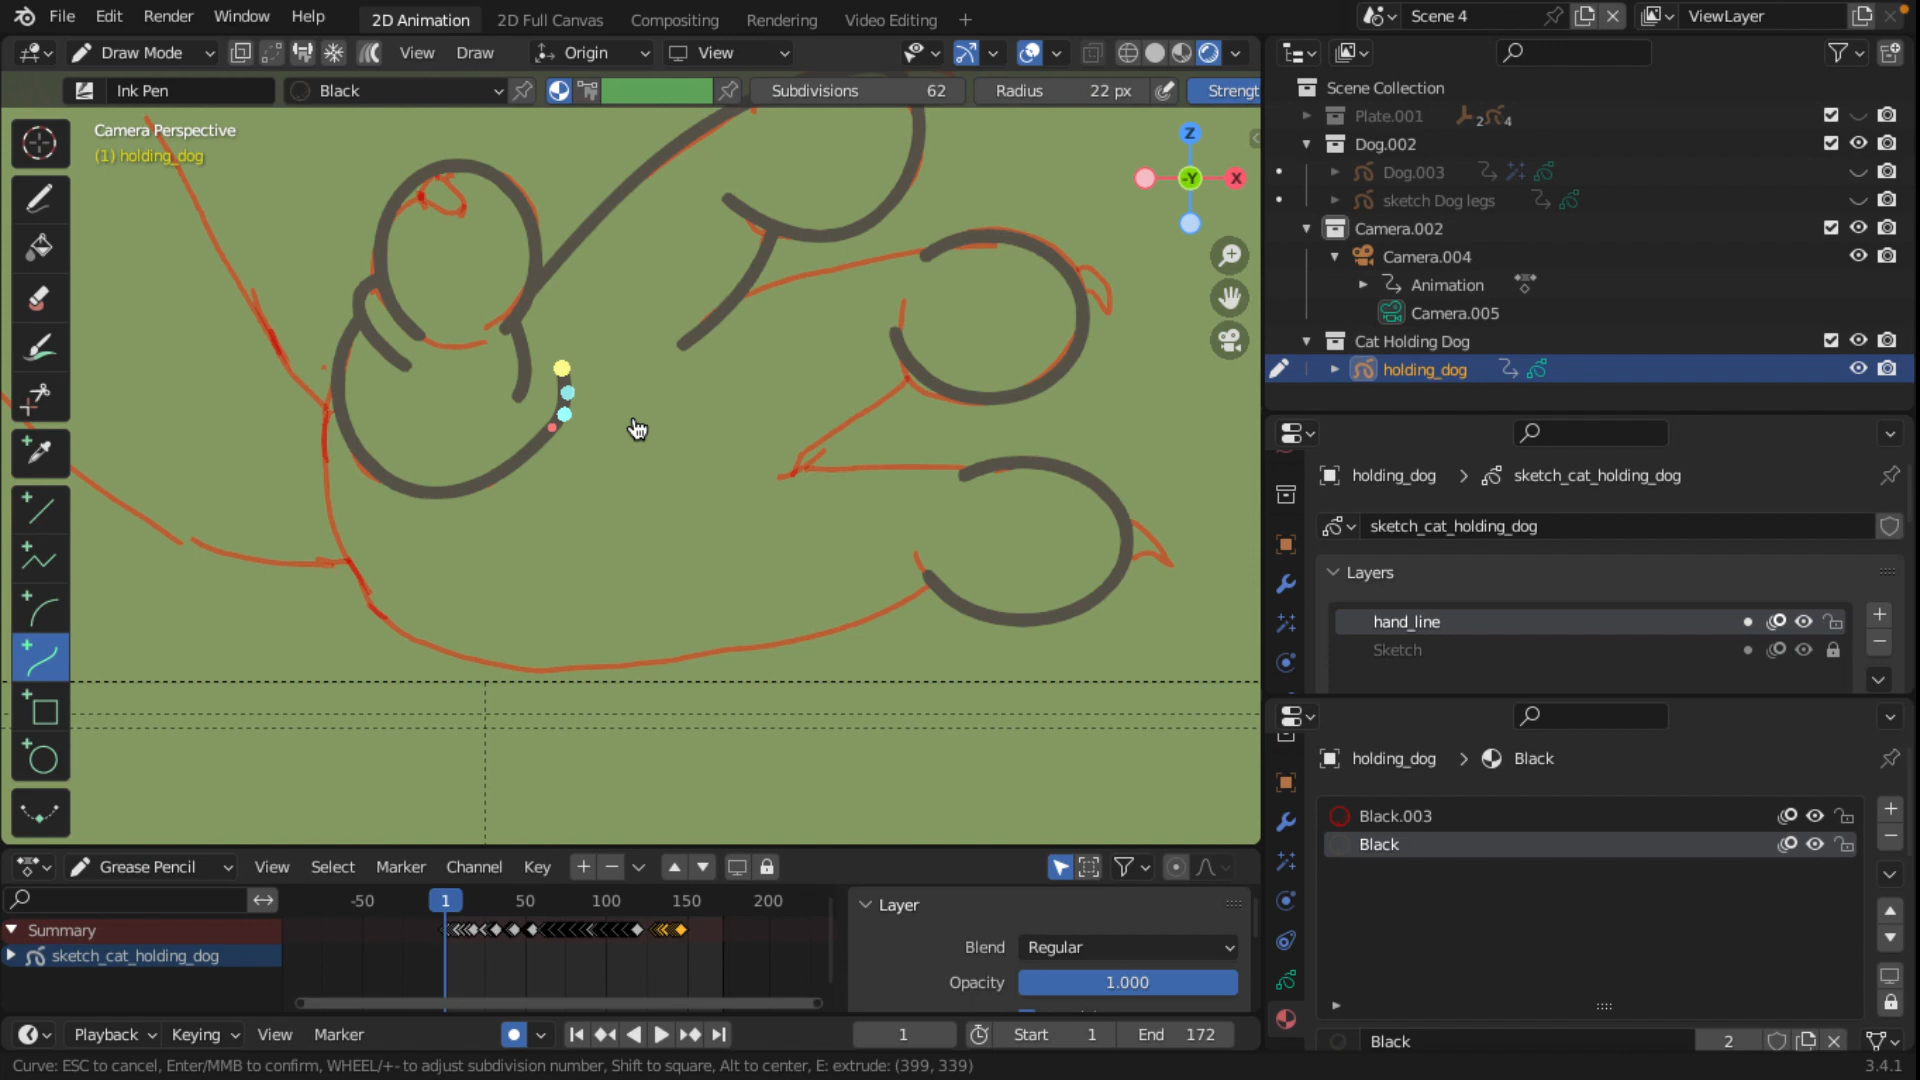 File Edit Render Window Help 2D Animation 2D Full Canvas Compositing Rendering Video Editing + Scene 4 ViewLayer
Draw Mode View Draw Origin View
Ink Pen Black Subdivisions 62 Radius 22 px Strengt
Camera Perspective
(1) holding_dog
Z
-Y X
Scene Collection
Plate.001 2 4
Dog.002
Dog.003
sketch Dog legs
Camera.002
Camera.004
Animation
Camera.005
Cat Holding Dog
holding_dog
holding_dog > sketch_cat_holding_dog
sketch_cat_holding_dog
Layers
hand_line
Sketch
holding_dog > Black
Black.003
Black
Black 2
Grease Pencil View Select Marker Channel Key
-50 1 50 100 150 200
Summary
sketch_cat_holding_dog
Layer
Blend Regular
Opacity 1.000
Playback Keying View Marker 1 Start 1 End 172
Curve: ESC to cancel, Enter/MMB to confirm, WHEEL/+- to adjust subdivision number, Shift to square, Alt to center, E: extrude: (399, 339) 3.4.1